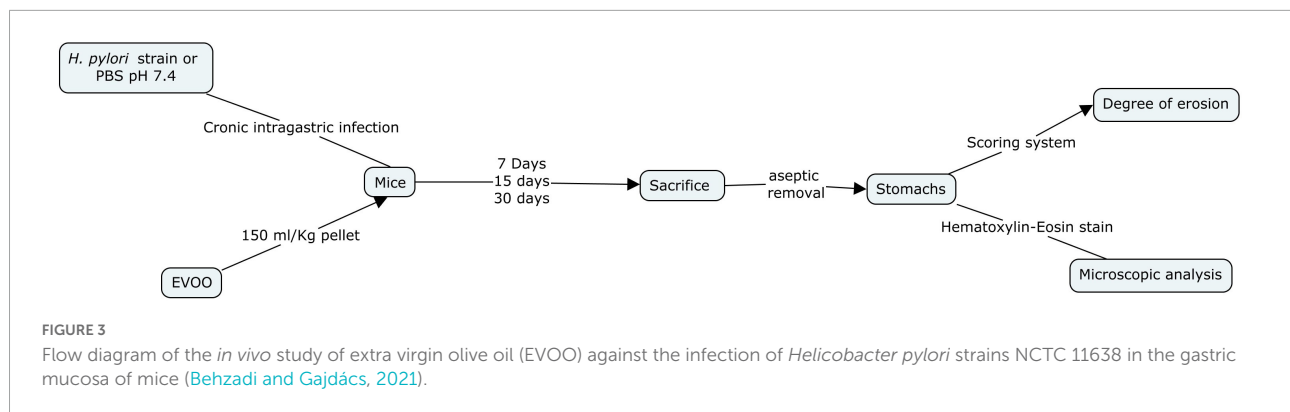 H. pylori strain or
PBS pH 7.4
Cronic intragastric infection
Mice
150 ml/Kg pellet
EVOO
7 Days
15 days
30 days
Sacrifice
aseptic
removal
Stomachs
Scoring system
Degree of erosion
Hematoxylin-Eosin stain
Microscopic analysis
FIGURE 3
Flow diagram of the in vivo study of extra virgin olive oil (EVOO) against the infection of Helicobacter pylori strains NCTC 11638 in the gastric
mucosa of mice (Behzadi and Gajdács, 2021).